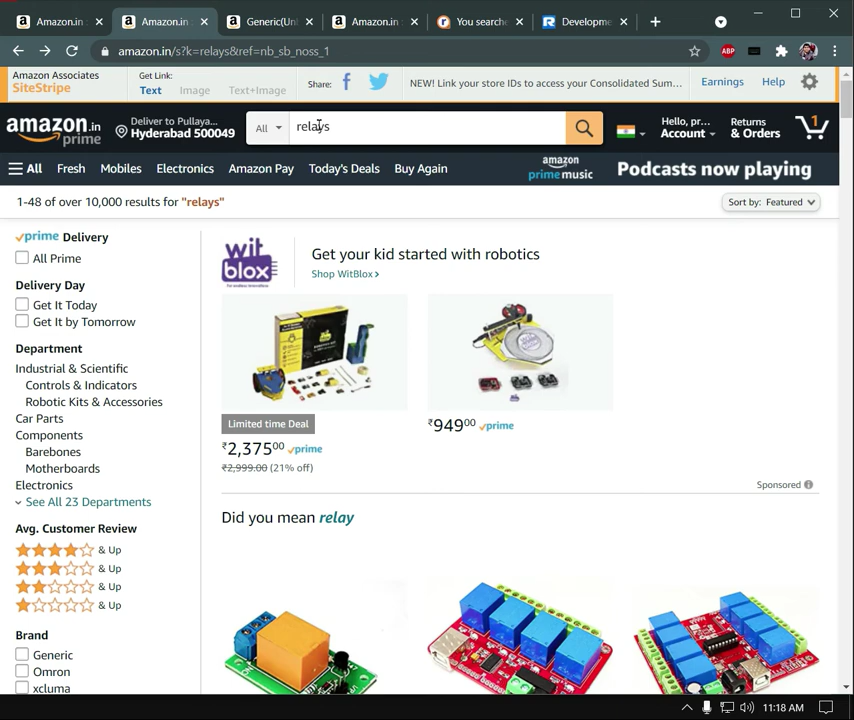 Amazon.in :
Amazon.in :
Generic(Un
Amazon.in :
You searche
Developme
amazon.in/s?k=relays&ref=nb_sb_noss_1
ABP
Amazon Associates
SiteStripe
Get Link:
Text Image Text+Image
Share:
NEW! Link your store IDs to access your Consolidated Sum...
Earnings
Help
amazon.in
prime
Deliver to Pullaya...
Hyderabad 500049
All
relays
Hello, pr...
Account
Returns
& Orders
1
All
Fresh
Mobiles
Electronics
Amazon Pay
Today's Deals
Buy Again
amazon
prime music
Podcasts now playing
1-48 of over 10,000 results for "relays"
Sort by: Featured
prime Delivery
All Prime
Delivery Day
Get It Today
Get It by Tomorrow
Department
Industrial & Scientific
Controls & Indicators
Robotic Kits & Accessories
Car Parts
Components
Barebones
Motherboards
Electronics
See All 23 Departments
Avg. Customer Review
& Up
& Up
& Up
& Up
Brand
Generic
Omron
xcluma
wit
blox
Get your kid started with robotics
Shop WitBlox ›
Limited time Deal
₹2,375.00 prime
₹2,999.00 (21% off)
₹949.00 prime
Sponsored
Did you mean relay
11:18 AM